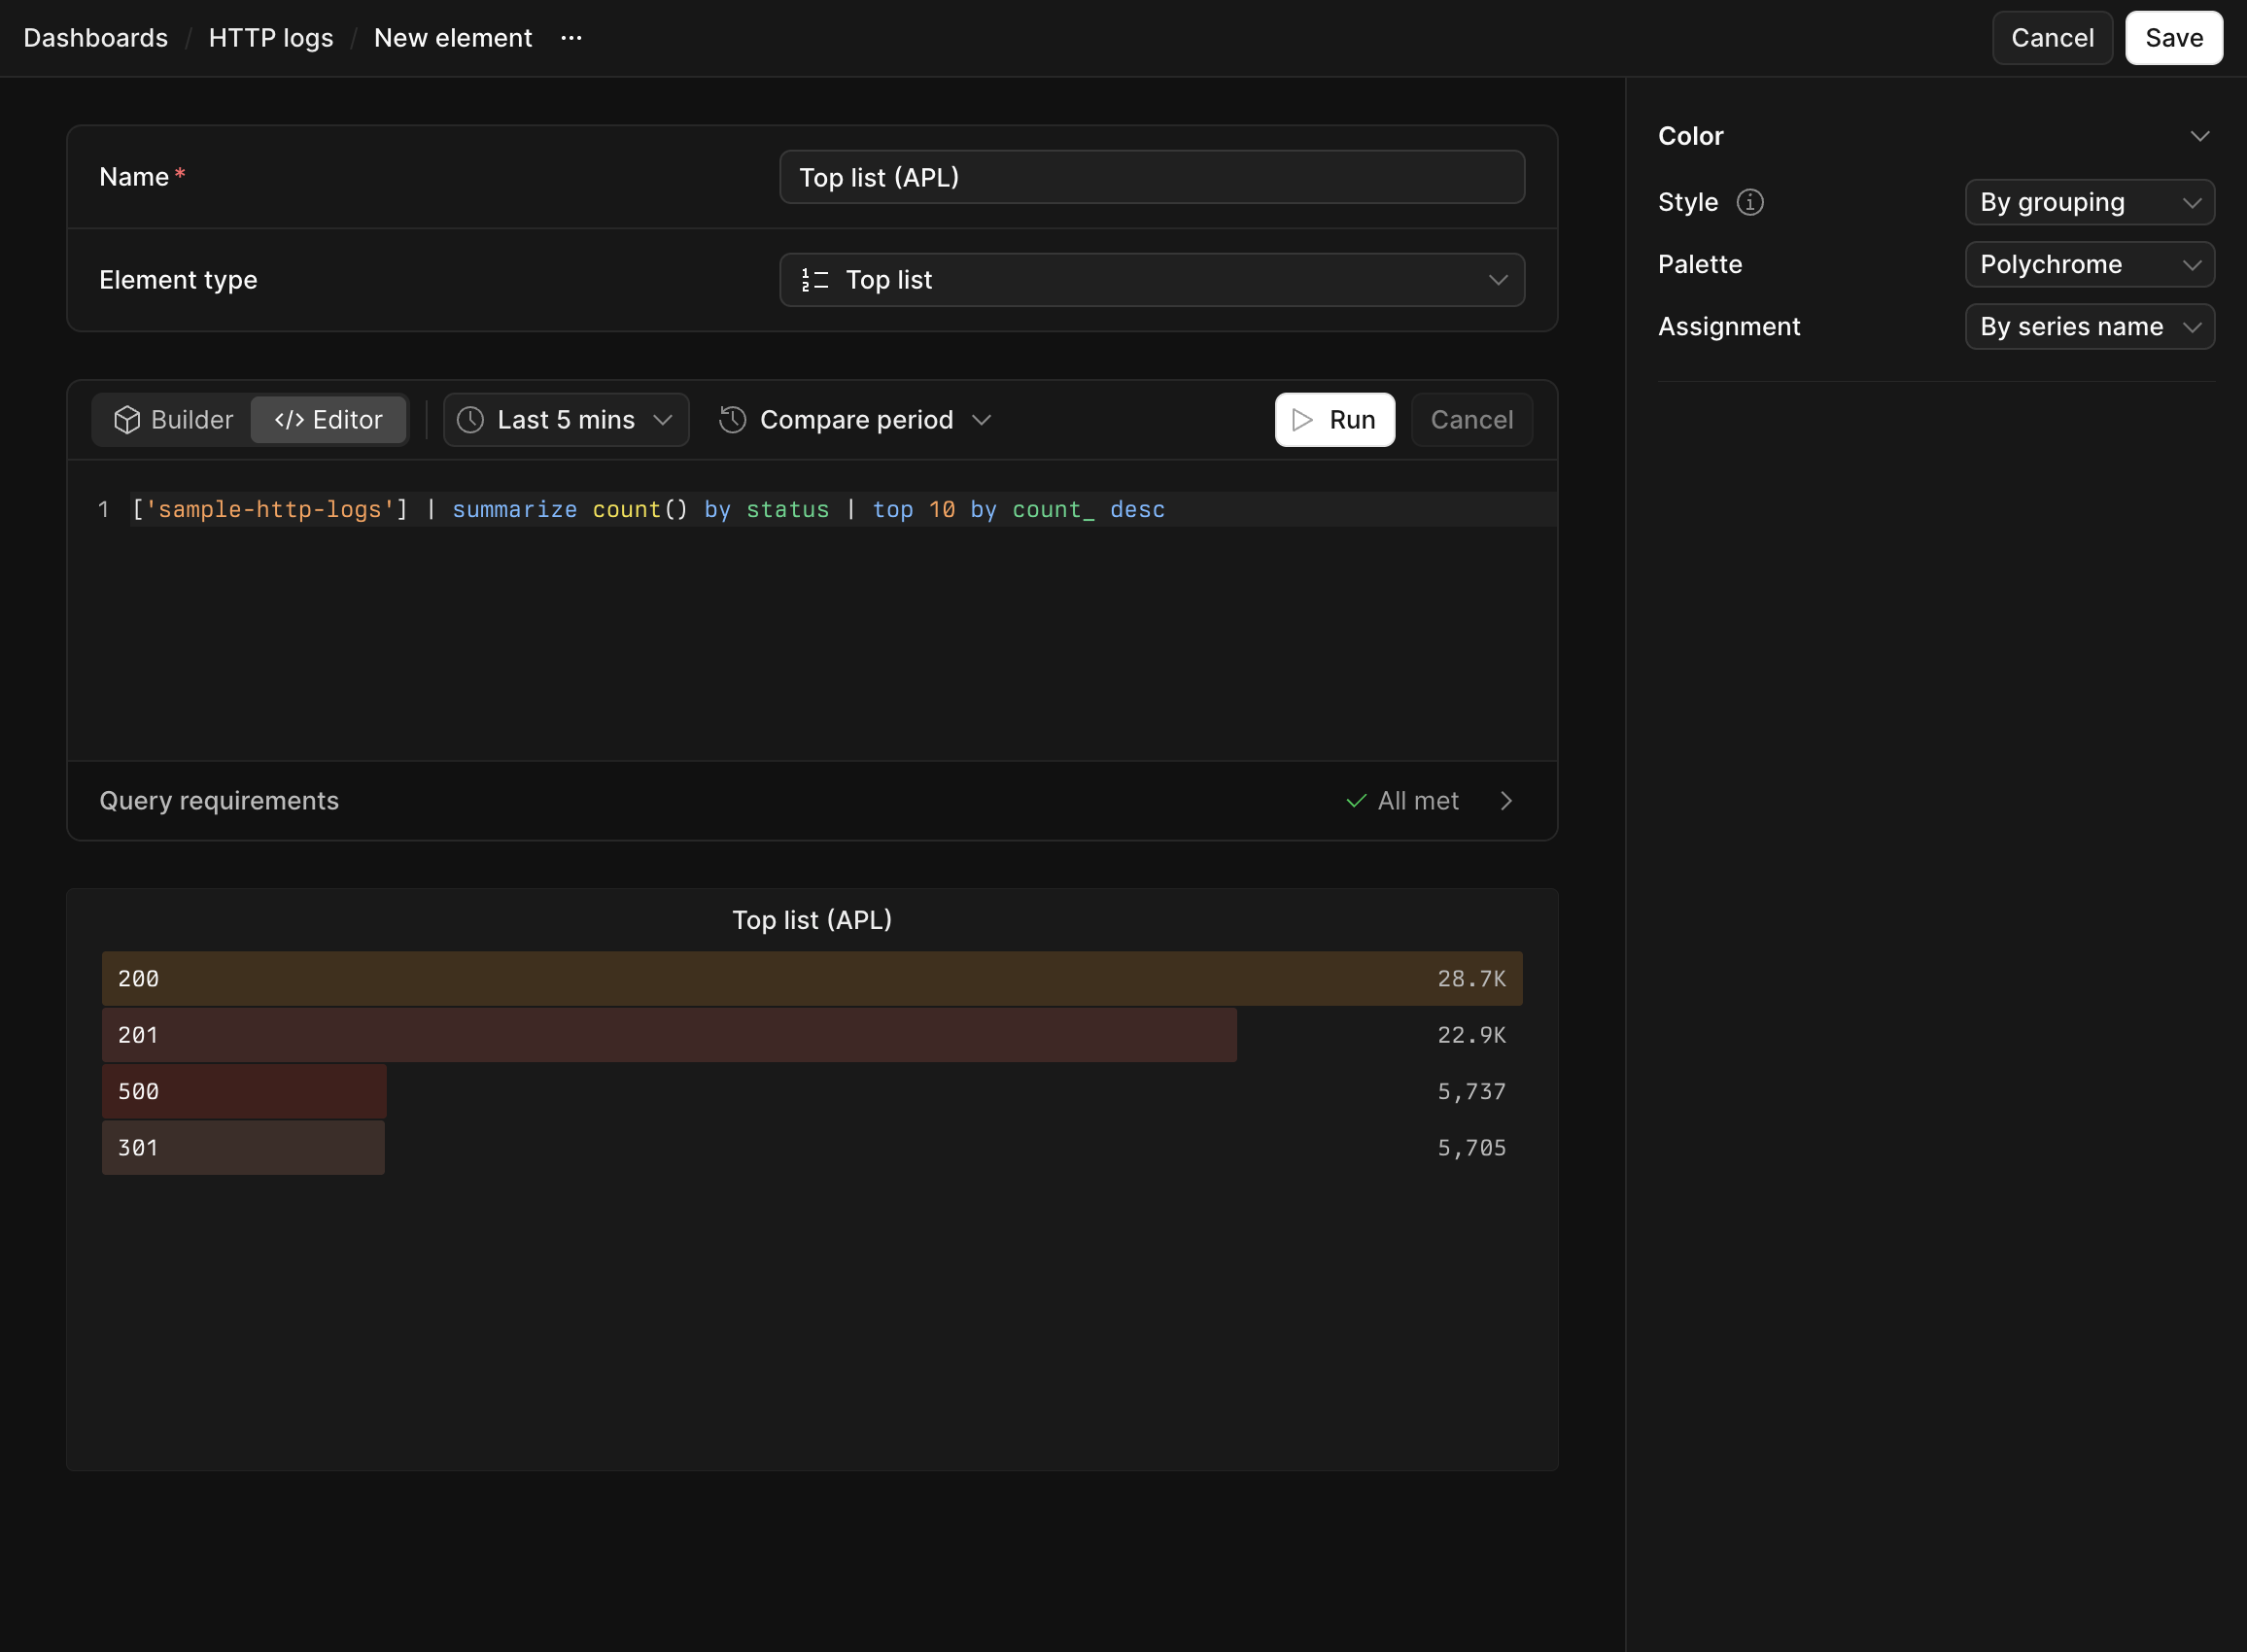 Dashboards / HTTP logs / New element ...
Cancel
Save
Name *
Top list (APL)
Element type
Top list
Builder
Editor
Last 5 mins
Compare period
Run
Cancel
1 ['sample-http-logs'] | summarize count() by status | top 10 by count_ desc
Query requirements
All met
Top list (APL)
200 28.7K
201 22.9K
500 5,737
301 5,705
Color
Style
By grouping
Palette
Polychrome
Assignment
By series name